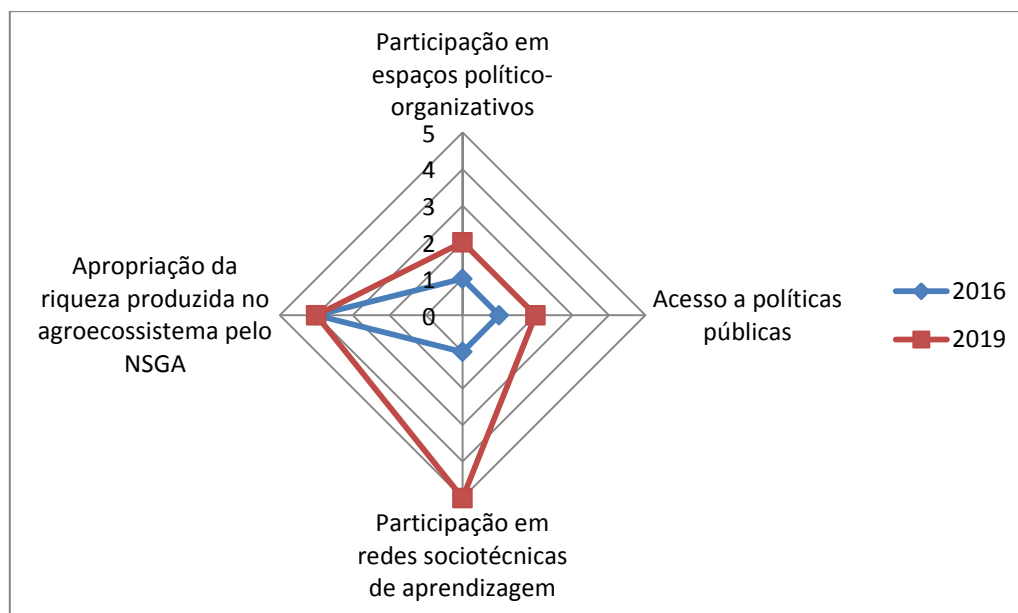 Participação em
espaços político-
organizativos
5
4
3
2
1
0
Apropriação da
riqueza produzida no
agroecossistema pelo
NSGA
Acesso a políticas
públicas
2016
2019
Participação em
redes sociotécnicas
de aprendizagem